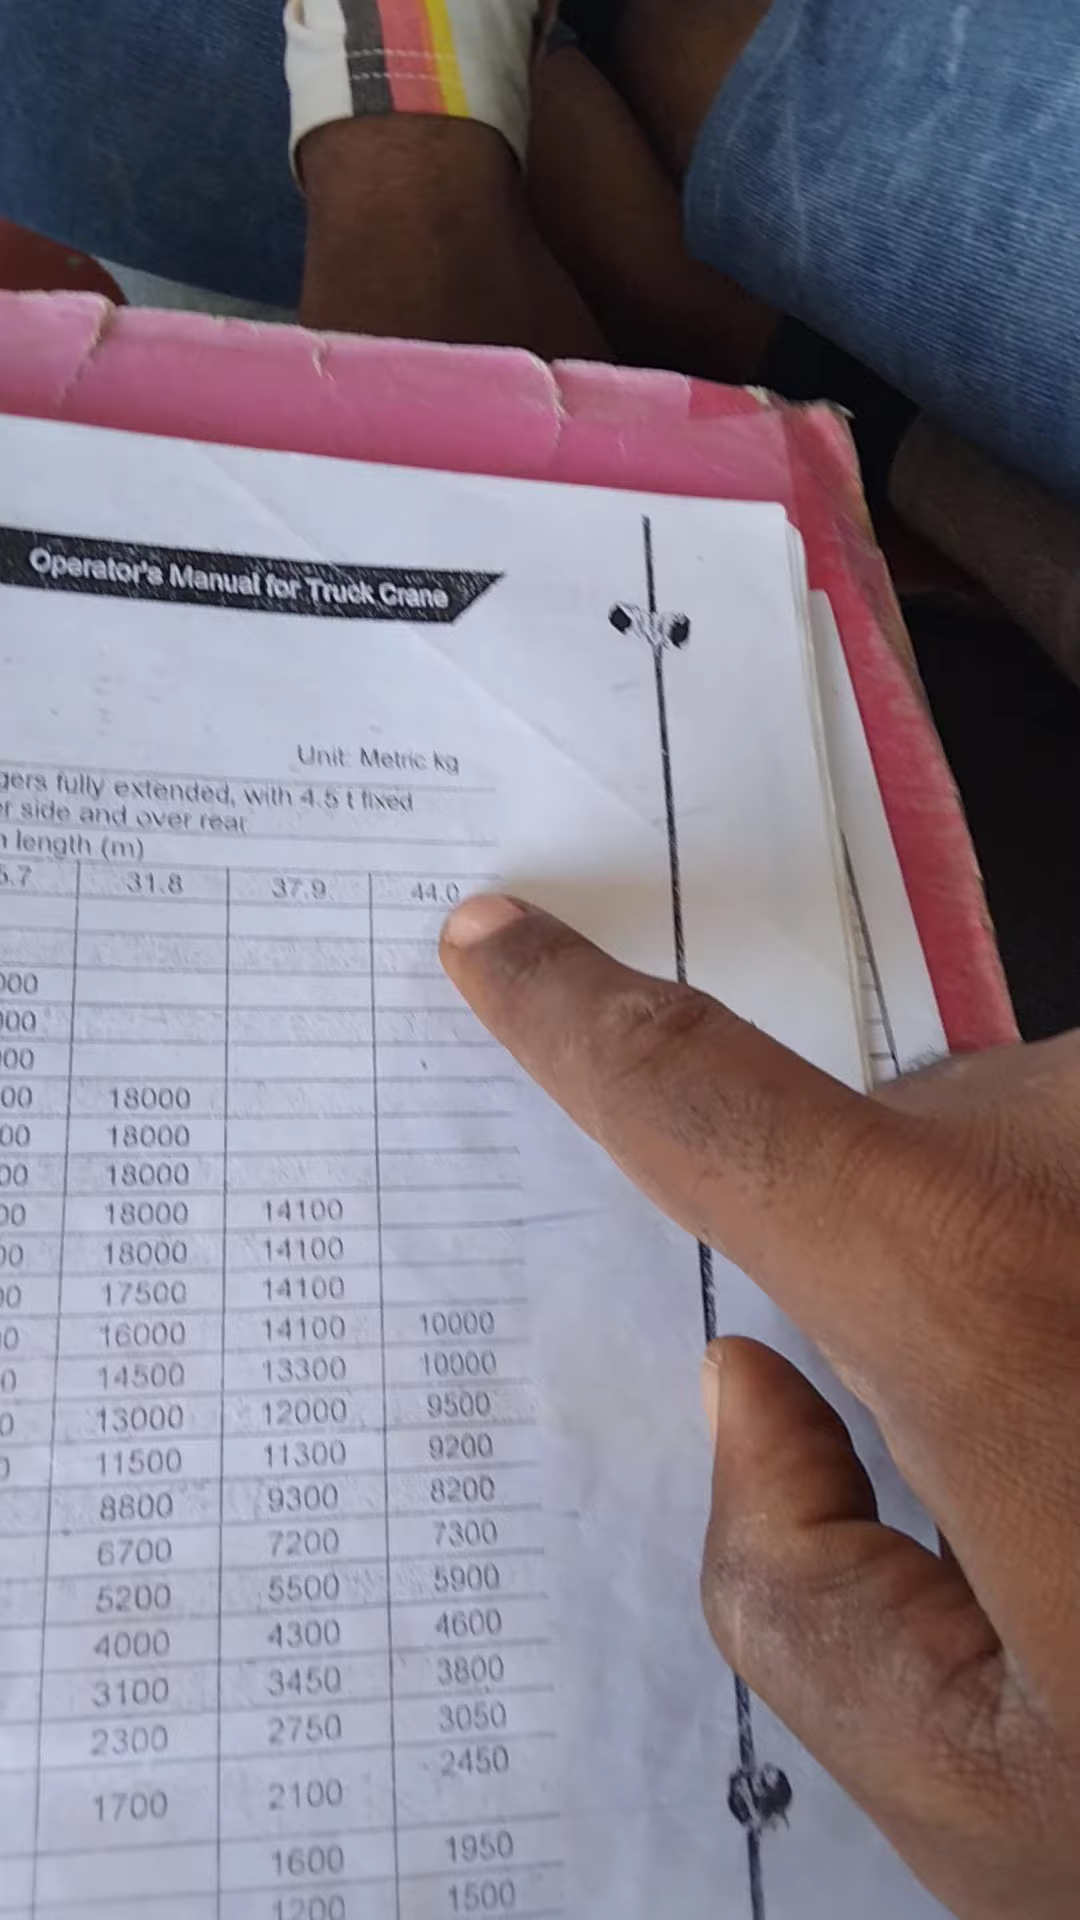 Operator's Manual for Truck Crane
Unit: Metric kg
gers fully extended, with 4.5 t fixed
r side and over rear
length (m)
5.7 31.8 37.9 44.0
000
000
00
00 18000
00 18000
00 18000
00 18000 14100
00 18000 14100
00 17500 14100
0 16000 14100 10000
0 14500 13300 10000
0 13000 12000 9500
0 11500 11300 9200
8800 9300 8200
6700 7200 7300
5200 5500 5900
4000 4300 4600
3100 3450 3800
2300 2750 3050
1700 2100 2450
1600 1950
1200 1500